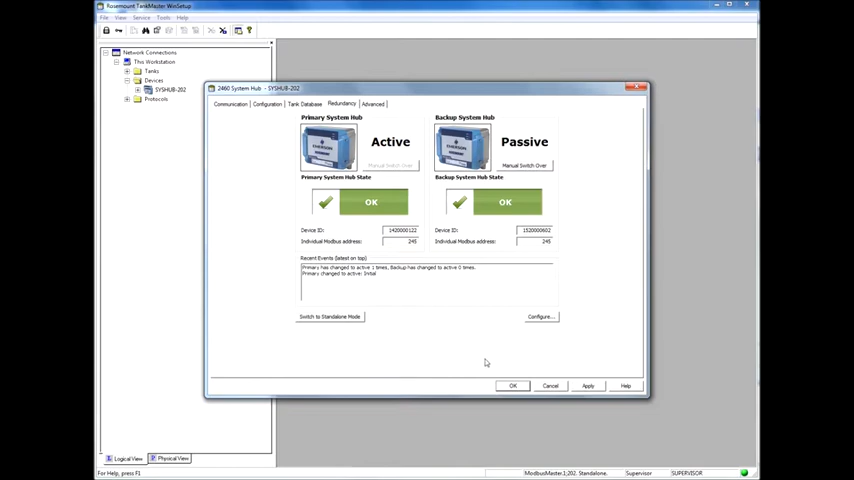 Rosemount TankMaster WinSetup
File View Service Tools Help
Network Connections
This Workstation
Tanks
Devices
SYSHUB-202
Protocols
2460 System Hub - SYSHUB-202
Communication Configuration Tank Database Redundancy Advanced
Primary System Hub
Backup System Hub
EMERSON
Active
EMERSON
Passive
Manual Switch Over
Manual Switch Over
Primary System Hub State
Backup System Hub State
OK
OK
Device ID: 1420000122
Device ID: 1520000602
Individual Modbus address: 245
Individual Modbus address: 245
Recent Events (latest on top)
Primary has changed to active 1 times, Backup has changed to active 0 times.
Primary changed to active: Initial
Switch to Standalone Mode
Configure...
OK Cancel Apply Help
Logical View Physical View
For Help, press F1
ModbusMaster.1;202. Standalone. Supervisor SUPERVISOR